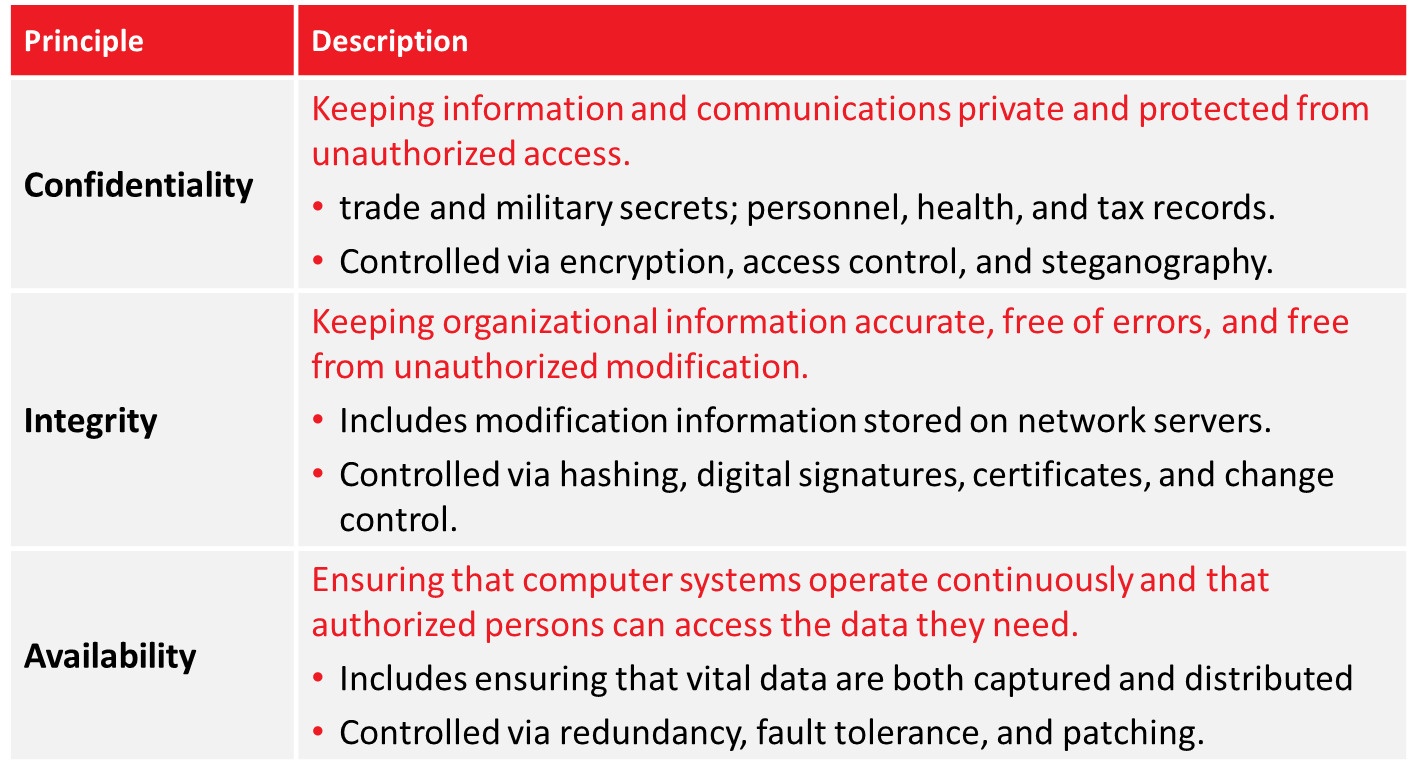 Principle
Description
Confidentiality
Keeping information and communications private and protected from
unauthorized access.
• trade and military secrets; personnel, health, and tax records.
• Controlled via encryption, access control, and steganography.
Integrity
Keeping organizational information accurate, free of errors, and free
from unauthorized modification.
• Includes modification information stored on network servers.
• Controlled via hashing, digital signatures, certificates, and change
control.
Availability
Ensuring that computer systems operate continuously and that
authorized persons can access the data they need.
• Includes ensuring that vital data are both captured and distributed
• Controlled via redundancy, fault tolerance, and patching.